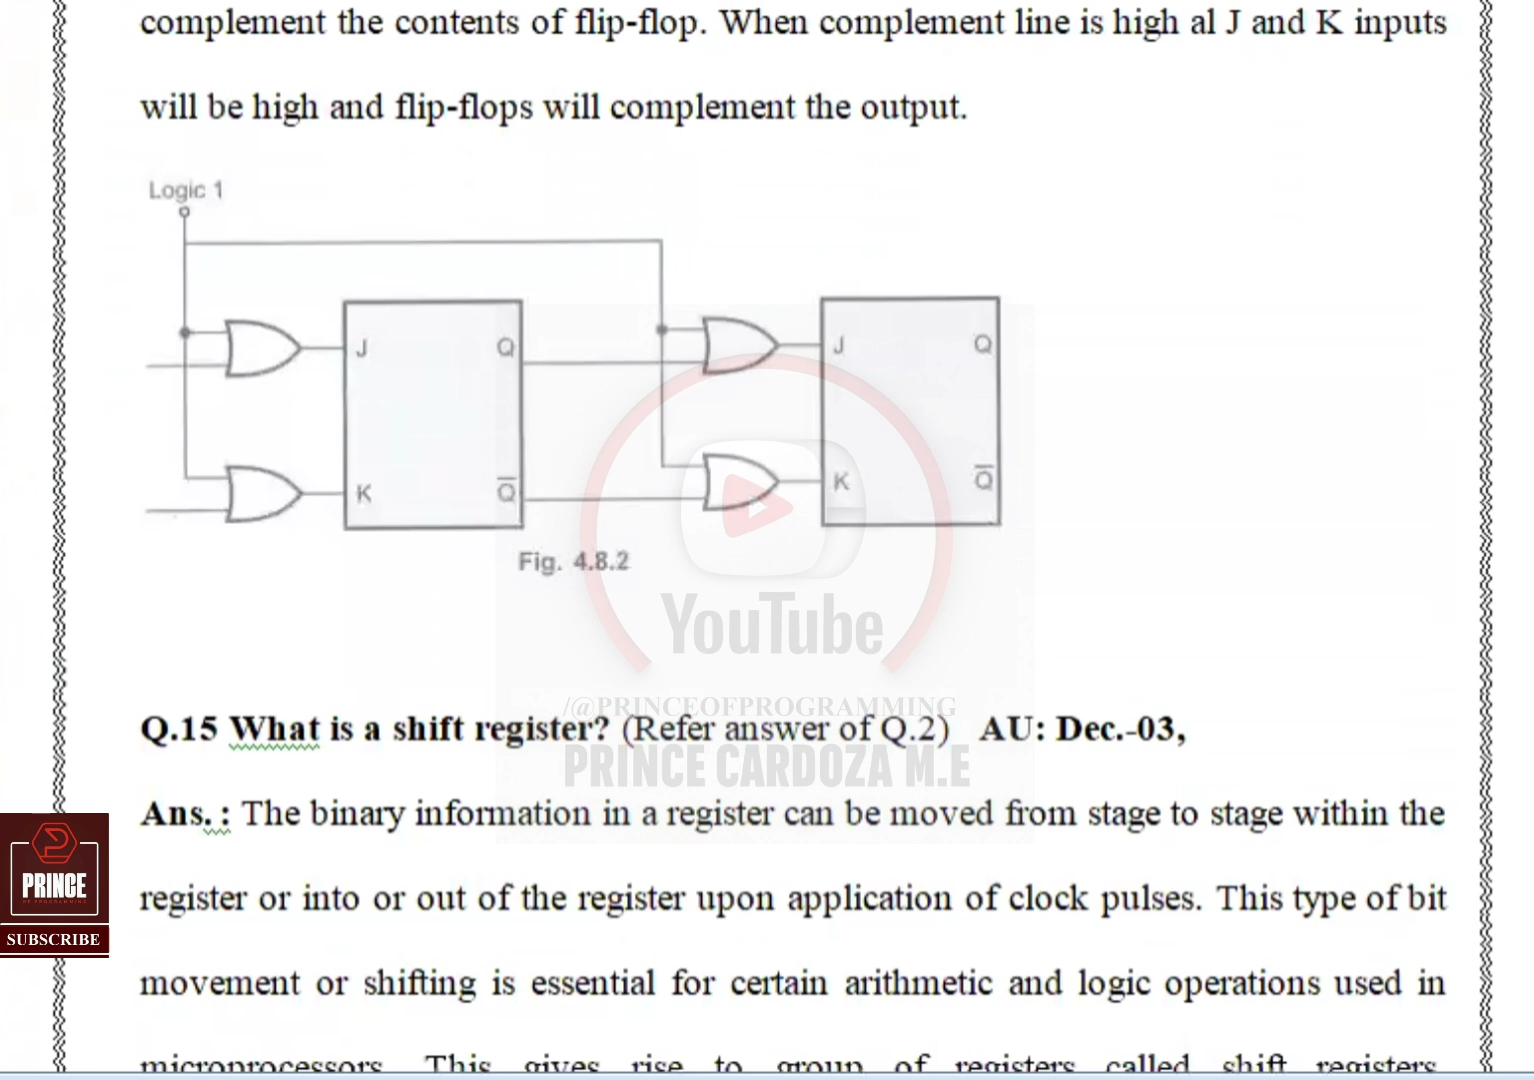 complement the contents of flip-flop. When complement line is high al J and K inputs
will be high and flip-flops will complement the output.
Logic 1
J
Q
J
Q
K
Q̅
K
Q̅
Fig. 4.8.2
YouTube
/@PRINCEOFPROGRAMMING
Q.15 What is a shift register? (Refer answer of Q.2) AU: Dec.-03,
PRINCE CARDOZA M.E
Ans. : The binary information in a register can be moved from stage to stage within the
PRINCE
OF PROGRAMMING
register or into or out of the register upon application of clock pulses. This type of bit
SUBSCRIBE
movement or shifting is essential for certain arithmetic and logic operations used in
microprocessors. This gives rise to group of registers called shift registers.